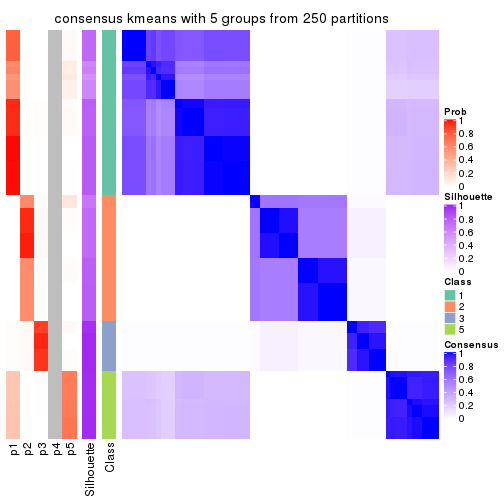 consensus kmeans with 5 groups from 250 partitions
Prob
1
0.8
0.6
0.4
0.2
0
Silhouette
1
0.8
0.6
0.4
0.2
0
Class
1
2
3
5
Consensus
1
0.8
0.6
0.4
0.2
0
p1
p2
p3
p4
p5
Silhouette
Class